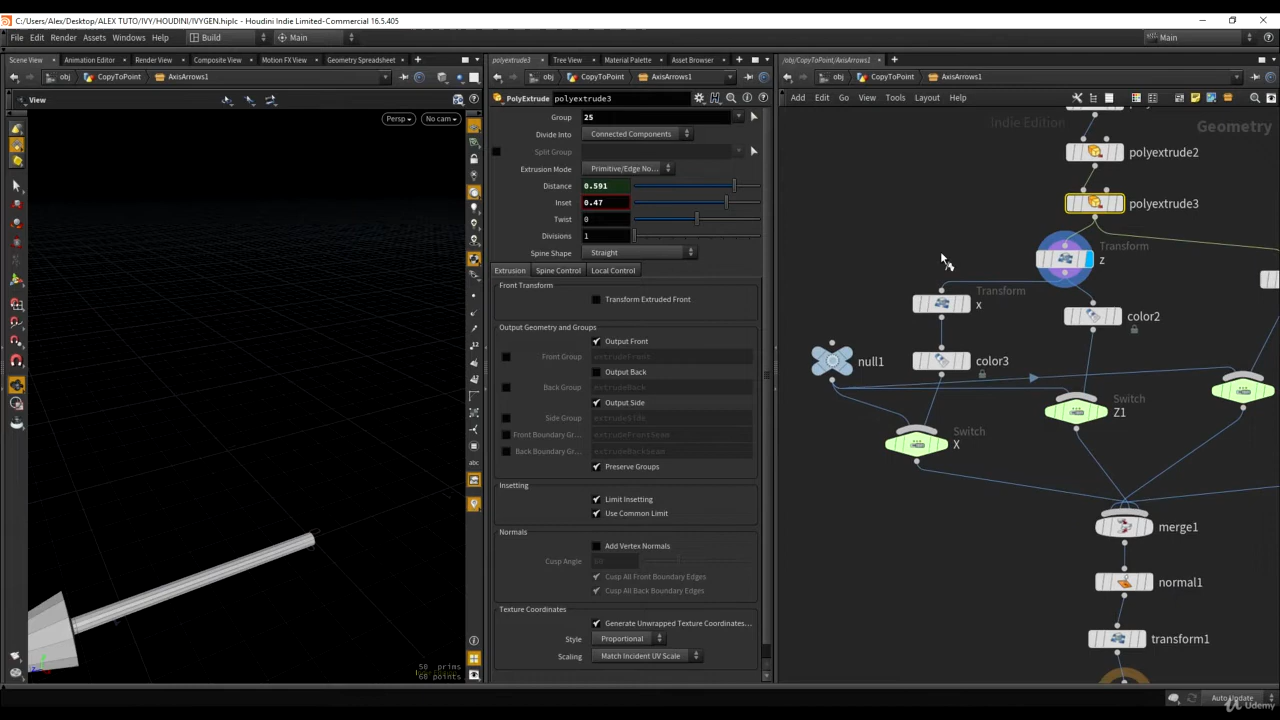 C:/Users/Alex/Desktop/ALEX TUTO/IVY/HOUDINI/IVYGEN.hiplc - Houdini Indie Limited-Commercial 16.5.405
File Edit Render Assets Windows Help Build Main Main
Scene View Animation Editor Render View Composite View Motion FX View Geometry Spreadsheet
obj CopyToPoint AxisArrows1
View
Persp No cam
50 prims
68 points
polyextrude3 Tree View Material Palette Asset Browser
obj CopyToPoint AxisArrows1
PolyExtrude polyextrude3
Group 25
Divide Into Connected Components
Split Group
Extrusion Mode Primitive/Edge No...
Distance 0.591
Inset 0.47
Twist 0
Divisions 1
Spine Shape Straight
Extrusion Spine Control Local Control
Front Transform
Transform Extruded Front
Output Geometry and Groups
Output Front
Front Group extrudeFront
Output Back
Back Group extrudeBack
Output Side
Side Group extrudeSide
Front Boundary Gr... extrudeFrontSeam
Back Boundary Gr... extrudeBackSeam
Preserve Groups
Insetting
Limit Insetting
Use Common Limit
Normals
Add Vertex Normals
Cusp Angle 60
Cusp All Front Boundary Edges
Cusp All Back Boundary Edges
Texture Coordinates
Generate Unwrapped Texture Coordinates...
Style Proportional
Scaling Match Incident UV Scale
/obj/CopyToPoint/AxisArrows1
obj CopyToPoint AxisArrows1
Add Edit Go View Tools Layout Help
Indie Edition Geometry
polyextrude2
polyextrude3
Transform
z
Transform
x
color2
null1
color3
Switch
Z1
Switch
X
merge1
normal1
transform1
Auto Update
Udemy